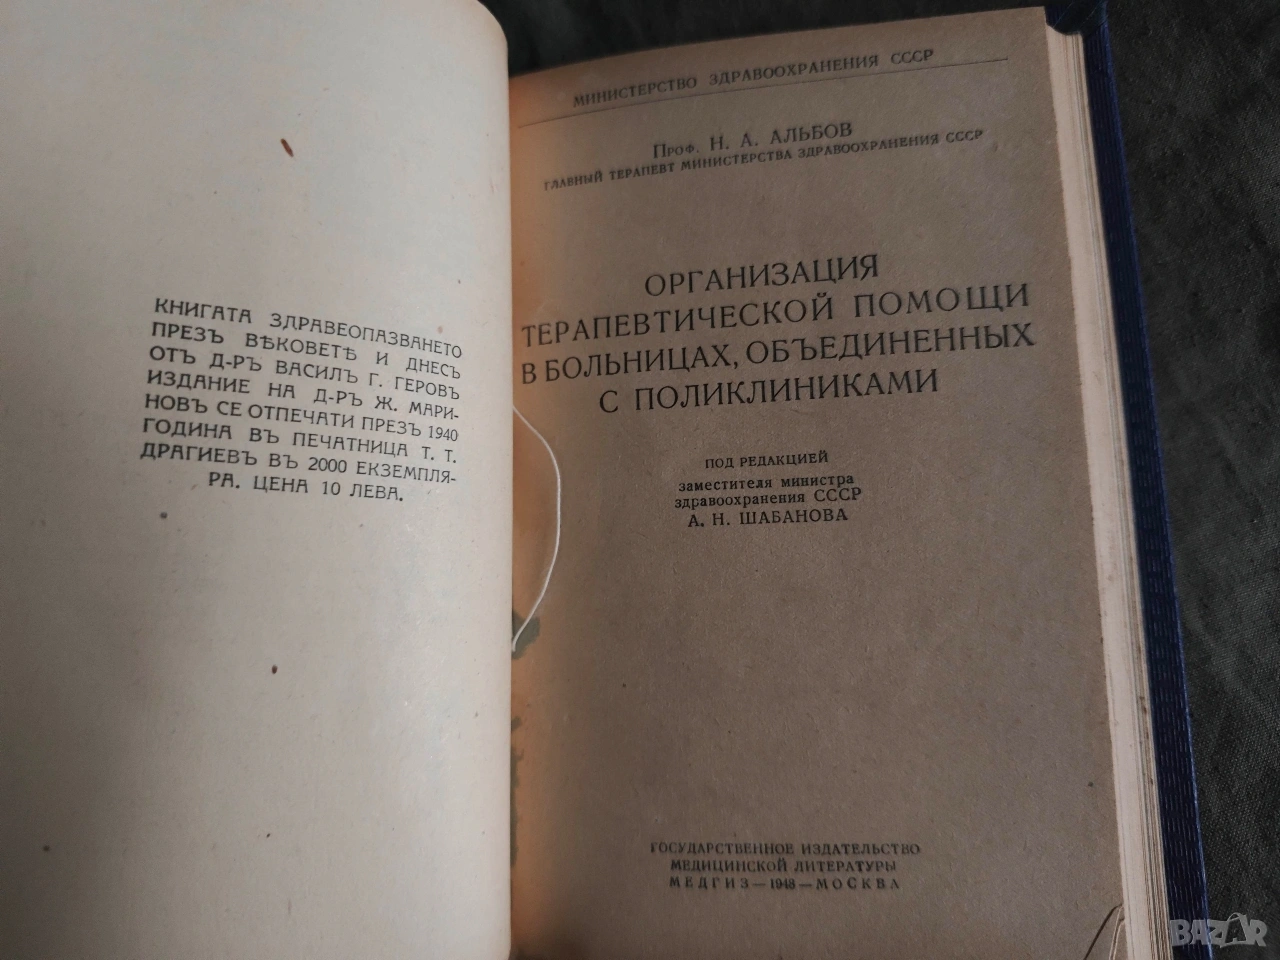 КНИГАТА ЗДРАВЕОПАЗВАНЕТО
ПРЕЗЪ ВѢКОВЕТѢ И ДНЕСЪ
ОТЪ Д-РЪ ВАСИЛЪ Г. ГЕРОВЪ
ИЗДАНИЕ НА Д-РЪ Ж. МАРИ-
НОВЪ СЕ ОТПЕЧАТИ ПРЕЗЪ 1940
ГОДИНА ВЪ ПЕЧАТНИЦА Т. Т.
ДРАГИЕВЪ ВЪ 2000 ЕКЗЕМПЛЯ-
РА. ЦЕНА 10 ЛЕВА.
МИНИСТЕРСТВО ЗДРАВООХРАНЕНИЯ СССР
Проф. Н. А. АЛЬБОВ
ГЛАВНЫЙ ТЕРАПЕВТ МИНИСТЕРСТВА ЗДРАВООХРАНЕНИЯ СССР
ОРГАНИЗАЦИЯ
ТЕРАПЕВТИЧЕСКОЙ ПОМОЩИ
В БОЛЬНИЦАХ, ОБЪЕДИНЕННЫХ
С ПОЛИКЛИНИКАМИ
ПОД РЕДАКЦИЕЙ
заместителя министра
здравоохранения СССР
А. Н. ШАБАНОВА
ГОСУДАРСТВЕННОЕ ИЗДАТЕЛЬСТВО
МЕДИЦИНСКОЙ ЛИТЕРАТУРЫ
МЕДГИЗ—1948—МОСКВА
BAZAR